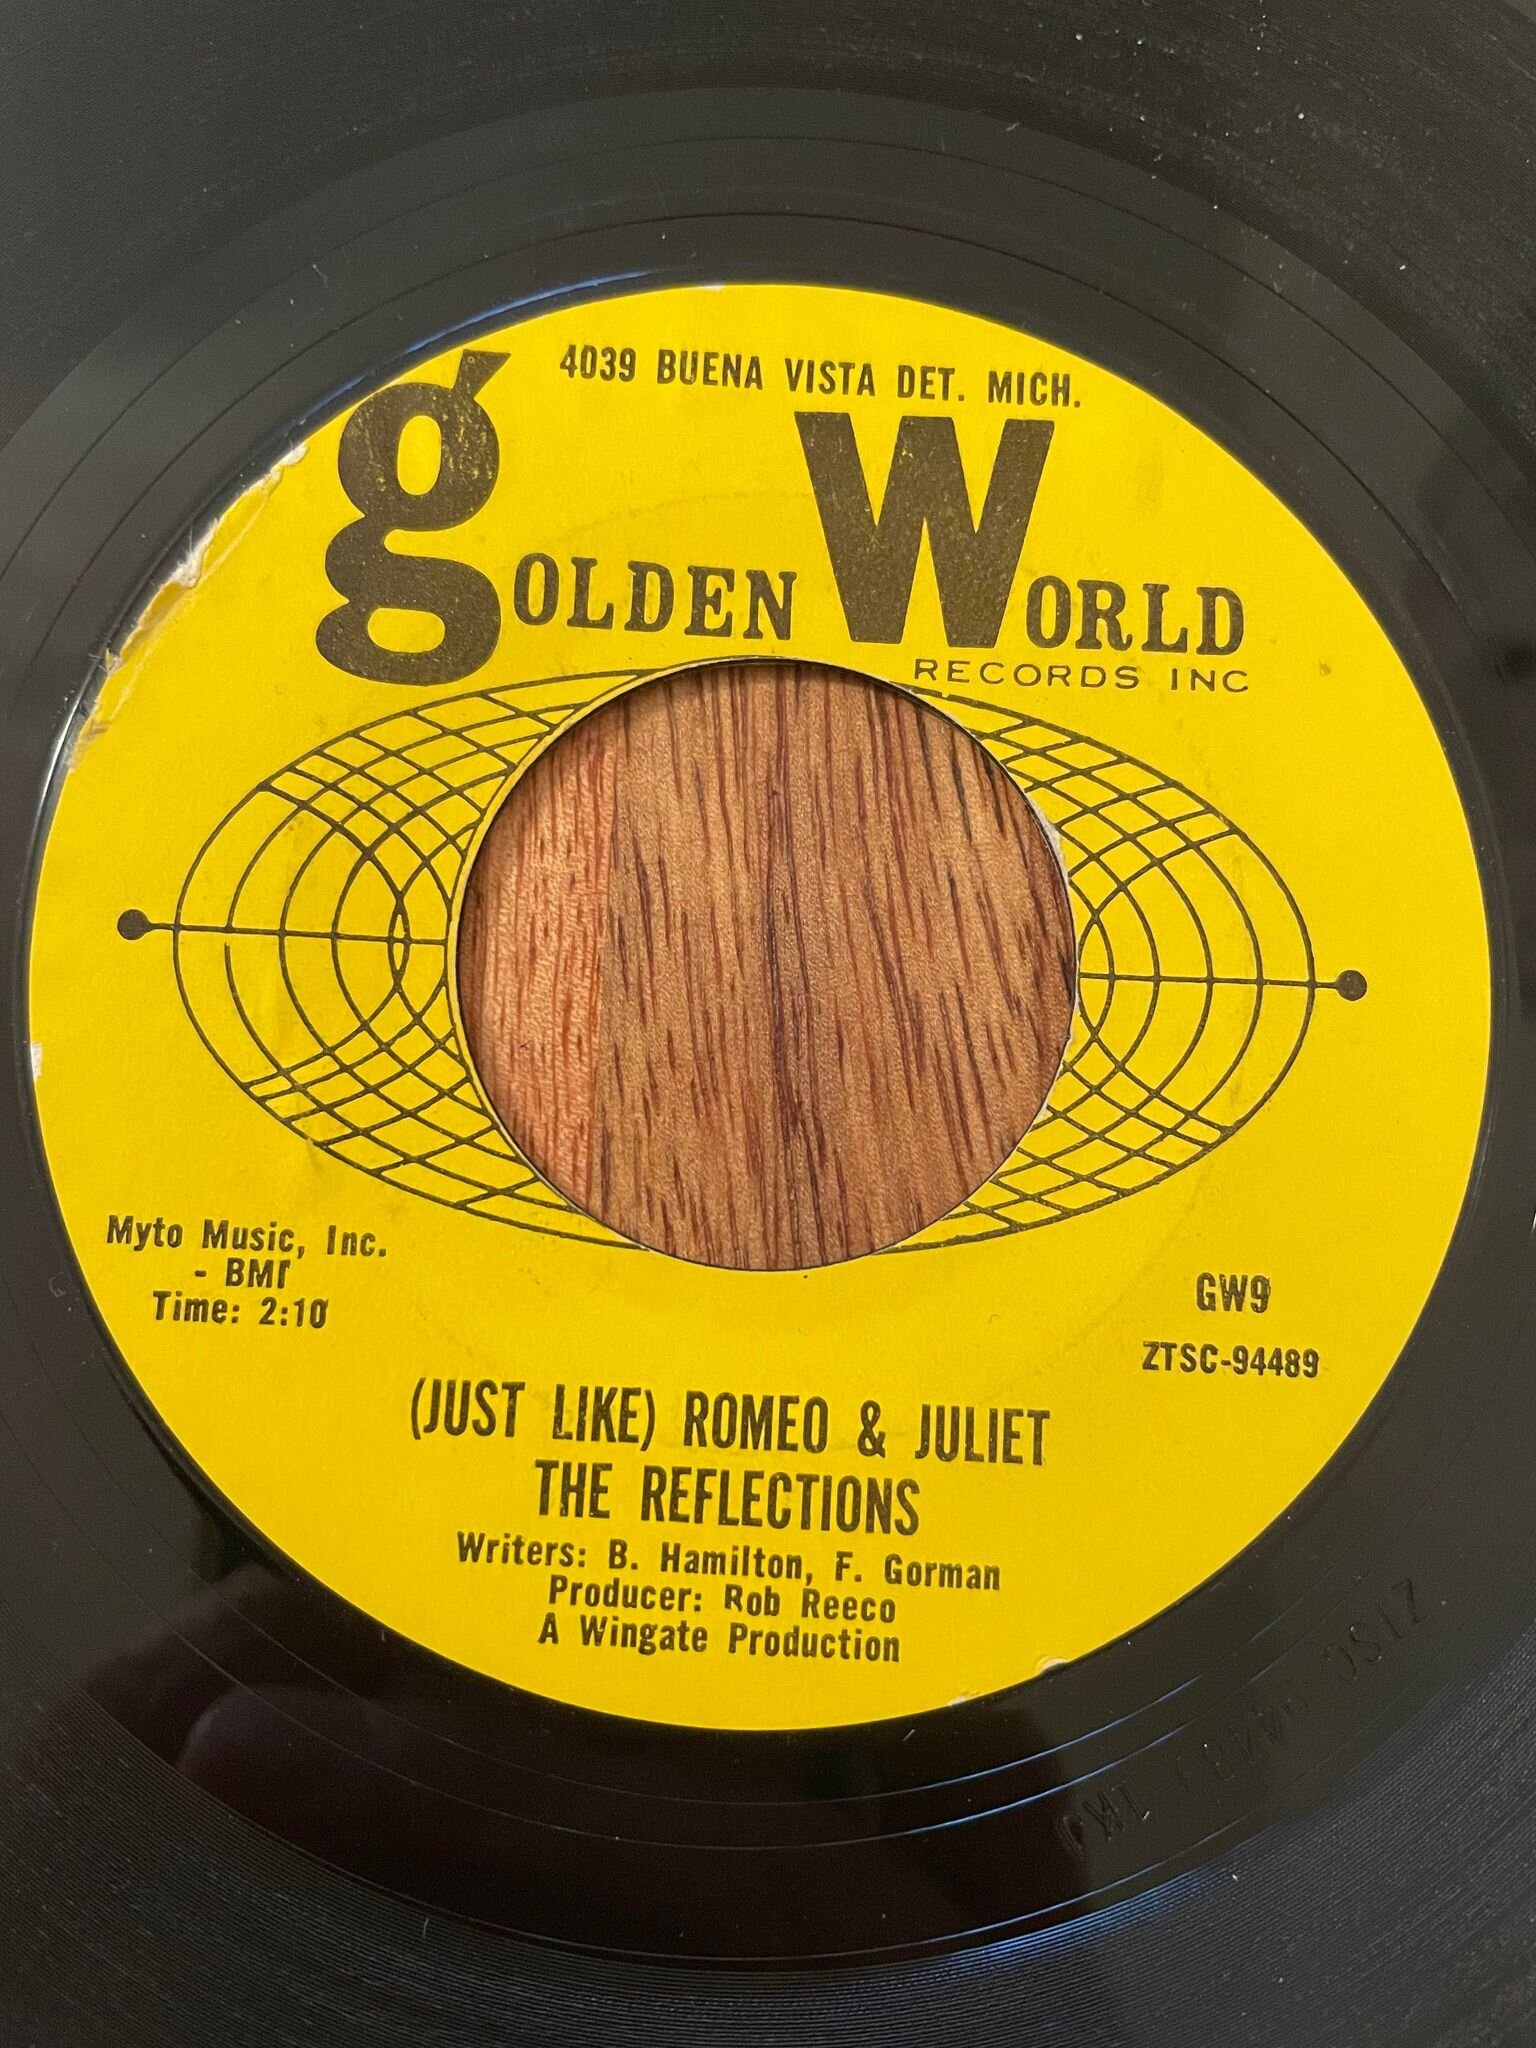 4039 BUENA VISTA DET. MICH.
gOLDEN WORLD
RECORDS INC
Myto Music, Inc.
- BMI
Time: 2:10
GW9
ZTSC-94489
(JUST LIKE) ROMEO & JULIET
THE REFLECTIONS
Writers: B. Hamilton, F. Gorman
Producer: Rob Reeco
A Wingate Production